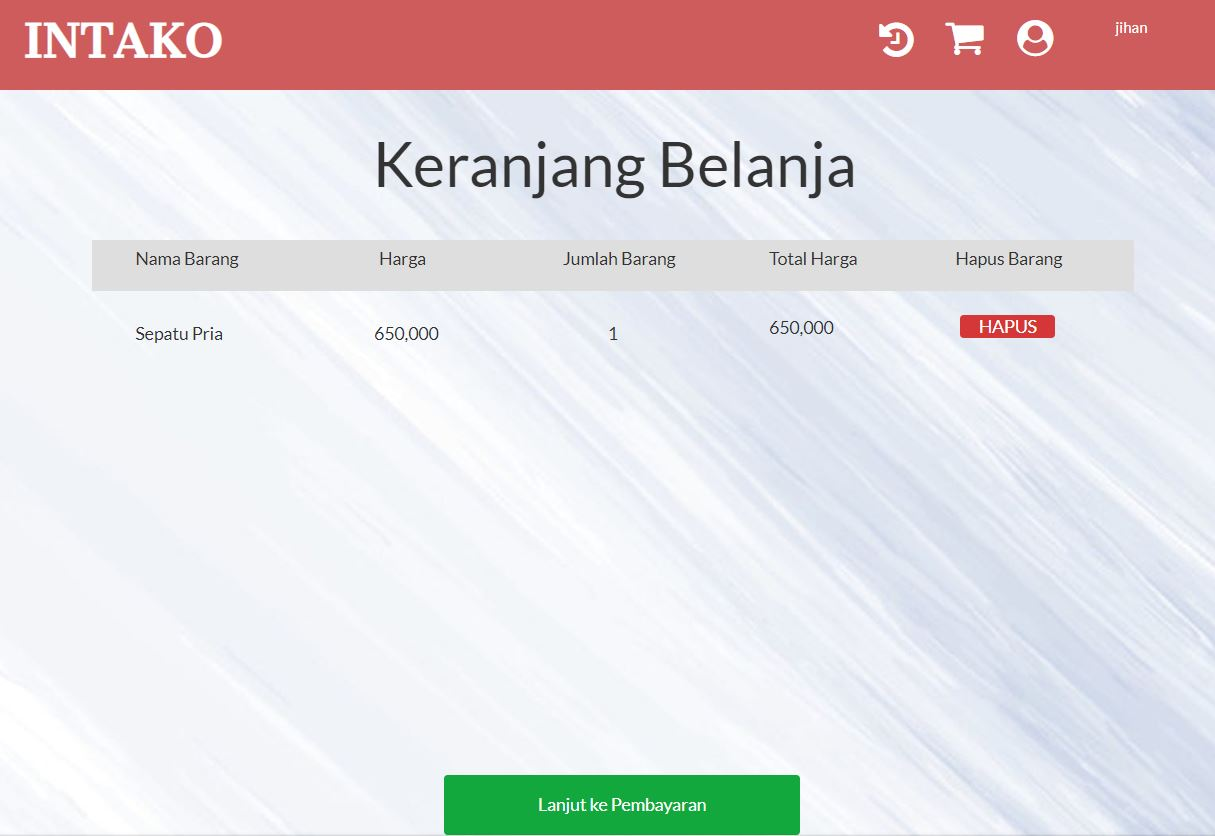 INTAKO
jihan
Keranjang Belanja
Nama Barang Harga Jumlah Barang Total Harga Hapus Barang
Sepatu Pria 650,000 1 650,000 HAPUS
Lanjut ke Pembayaran